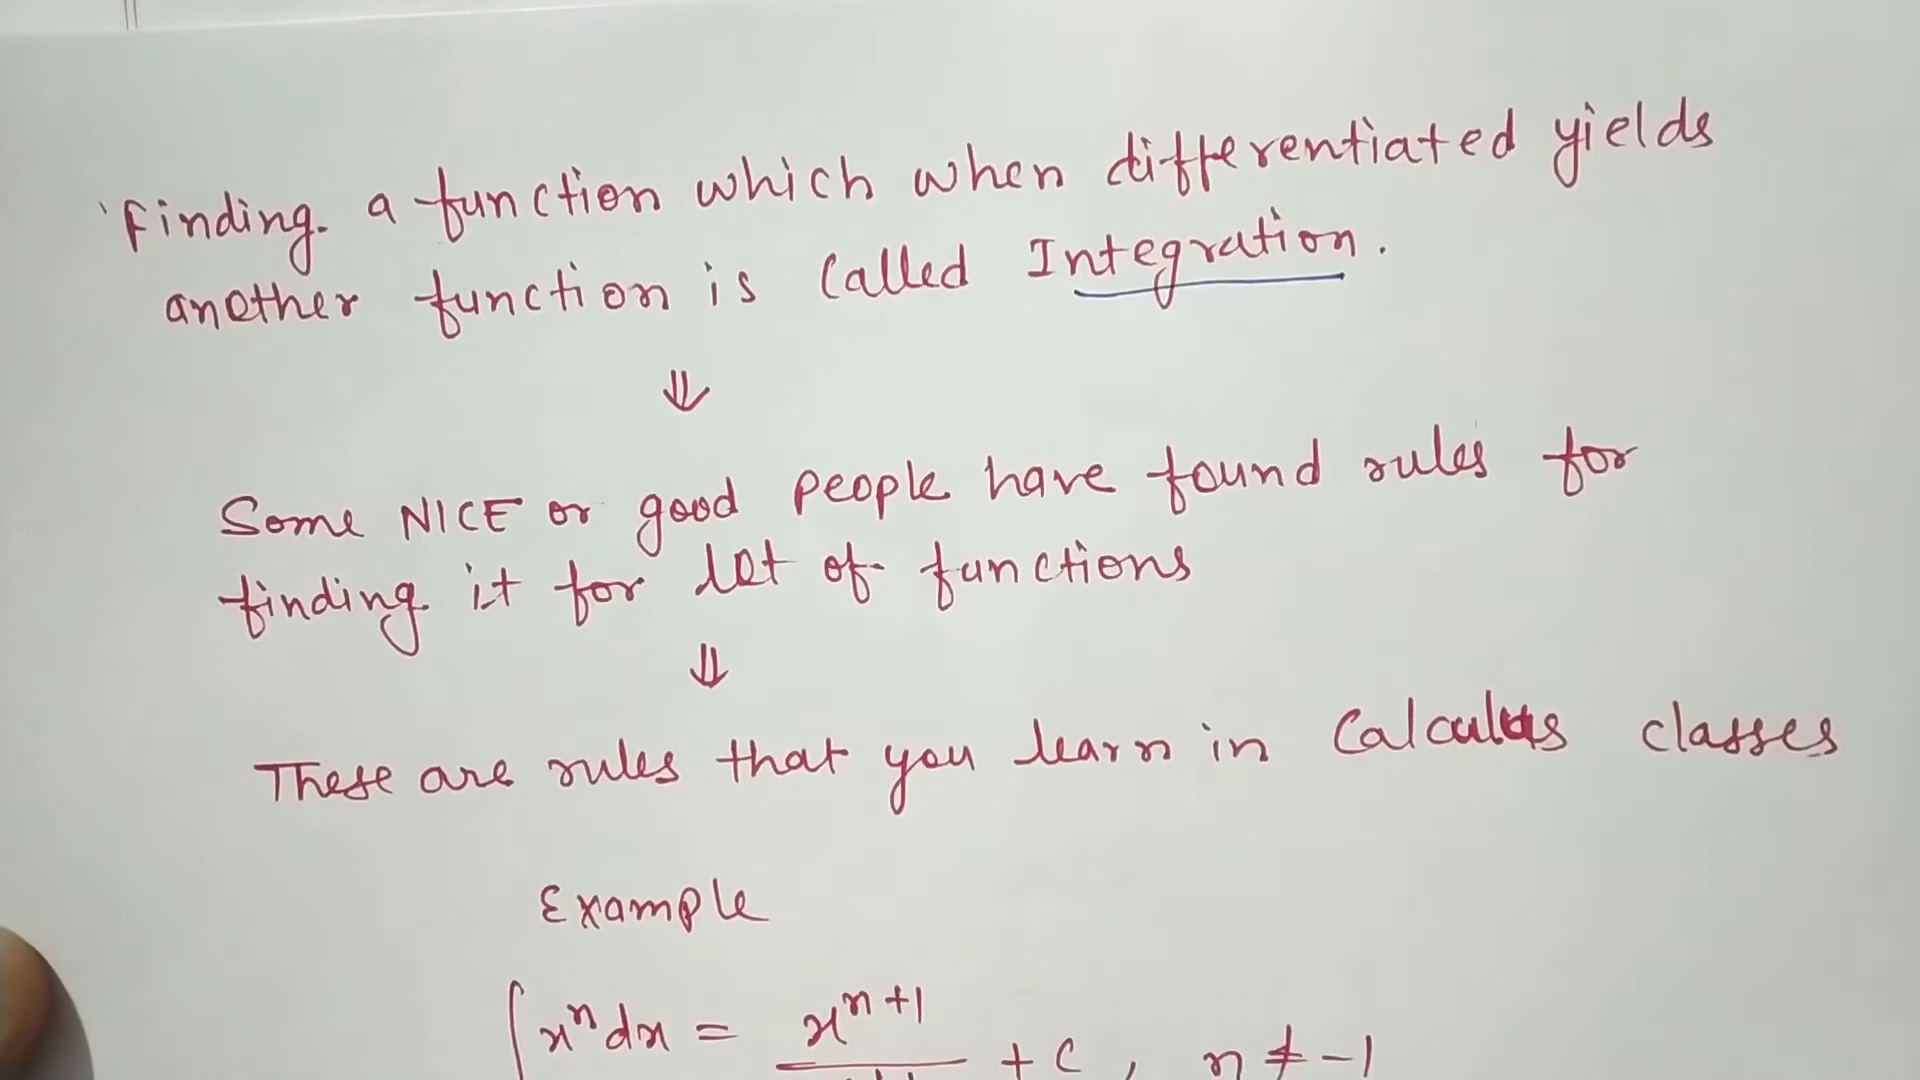 Finding a function which when differentiated yields
another function is called Integration.
⇓
Some NICE or good people have found rules for
finding it for lot of functions
⇓
These are rules that you learn in Calculus classes
Example
∫xⁿdx = xⁿ⁺¹/ + c, n ≠ -1